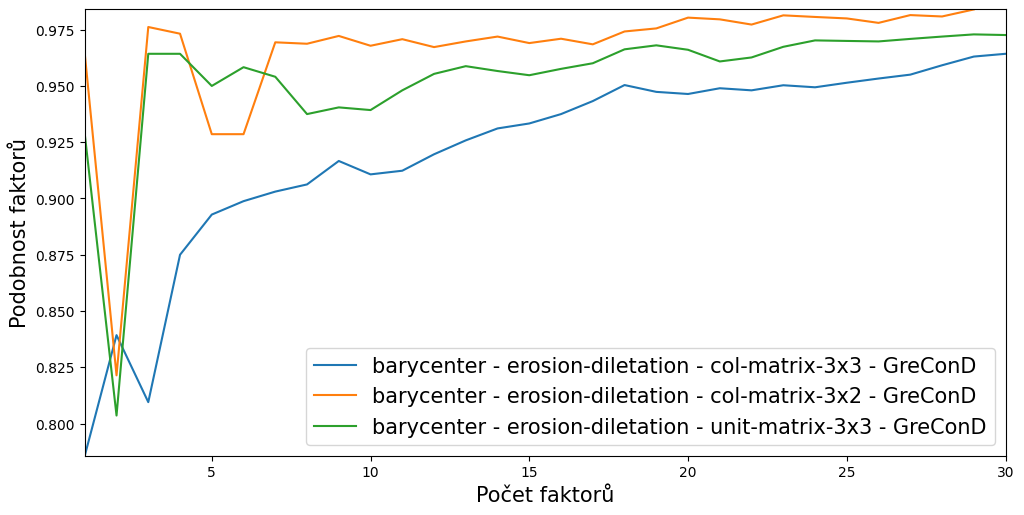 0.975
0.950
0.925
0.900
0.875
0.850
0.825
0.800
Podobnost faktorů
barycenter - erosion-diletation - col-matrix-3x3 - GreConD
barycenter - erosion-diletation - col-matrix-3x2 - GreConD
barycenter - erosion-diletation - unit-matrix-3x3 - GreConD
5 10 15 20 25 30
Počet faktorů